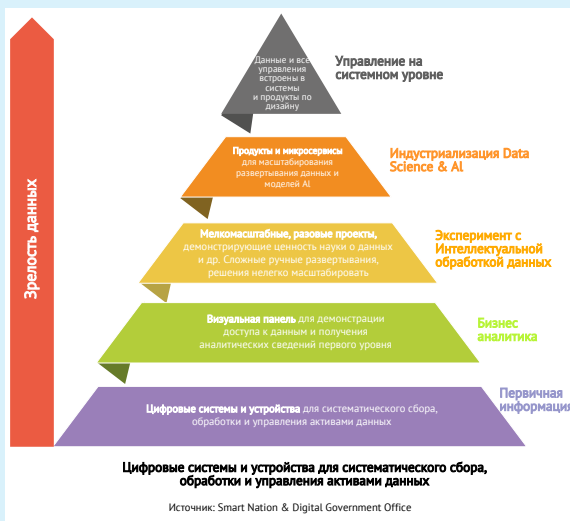 Зрелость данных
Данные и все
управления
встроены в
системы
и продукты по
дизайну
Управление на
системном уровне
Продукты и микросервисы
для масштабирования
развертывания данных и
моделей AI
Индустриализация Data
Science & AI
Мелкомасштабные, разовые проекты,
демонстрирующие ценность науки о данных
и др. Сложные ручные развертывания,
решения нелегко масштабировать
Эксперимент с
Интеллектуальной
обработкой данных
Визуальная панель для демонстрации
доступа к данным и получения
аналитических сведений первого уровня
Бизнес
аналитика
Цифровые системы и устройства для систематического сбора,
обработки и управления активами данных
Первичная
информация
Цифровые системы и устройства для систематического сбора,
обработки и управления активами данных
Источник: Smart Nation & Digital Government Office